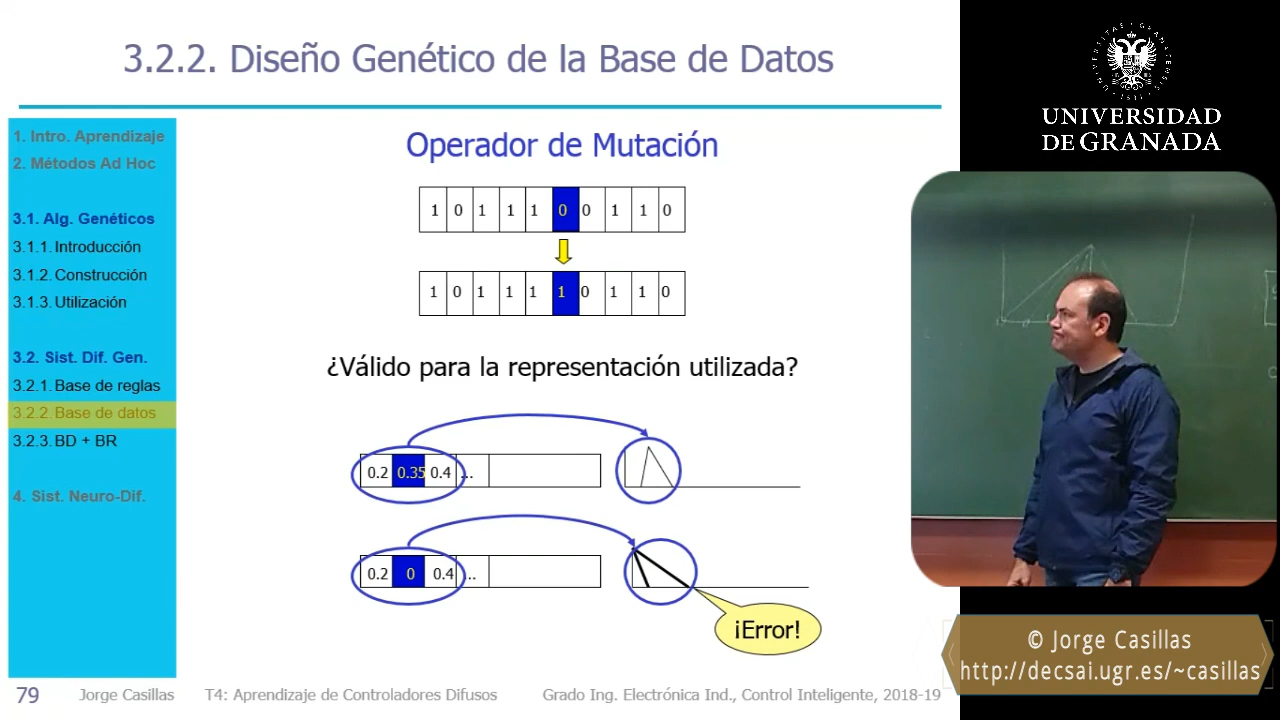 3.2.2. Diseño Genético de la Base de Datos
1. Intro. Aprendizaje
2. Métodos Ad Hoc
3.1. Alg. Genéticos
3.1.1. Introducción
3.1.2. Construcción
3.1.3. Utilización
3.2. Sist. Dif. Gen.
3.2.1. Base de reglas
3.2.2. Base de datos
3.2.3. BD + BR
4. Sist. Neuro-Dif.
Operador de Mutación
1 0 1 1 1 0 0 1 1 0
1 0 1 1 1 1 0 1 1 0
¿Válido para la representación utilizada?
0.2 0.35 0.4 ...
0.2 0 0.4 ...
¡Error!
79 Jorge Casillas T4: Aprendizaje de Controladores Difusos Grado Ing. Electrónica Ind., Control Inteligente, 2018-19
UNIVERSIDAD
DE GRANADA
© Jorge Casillas
http://decsai.ugr.es/~casillas